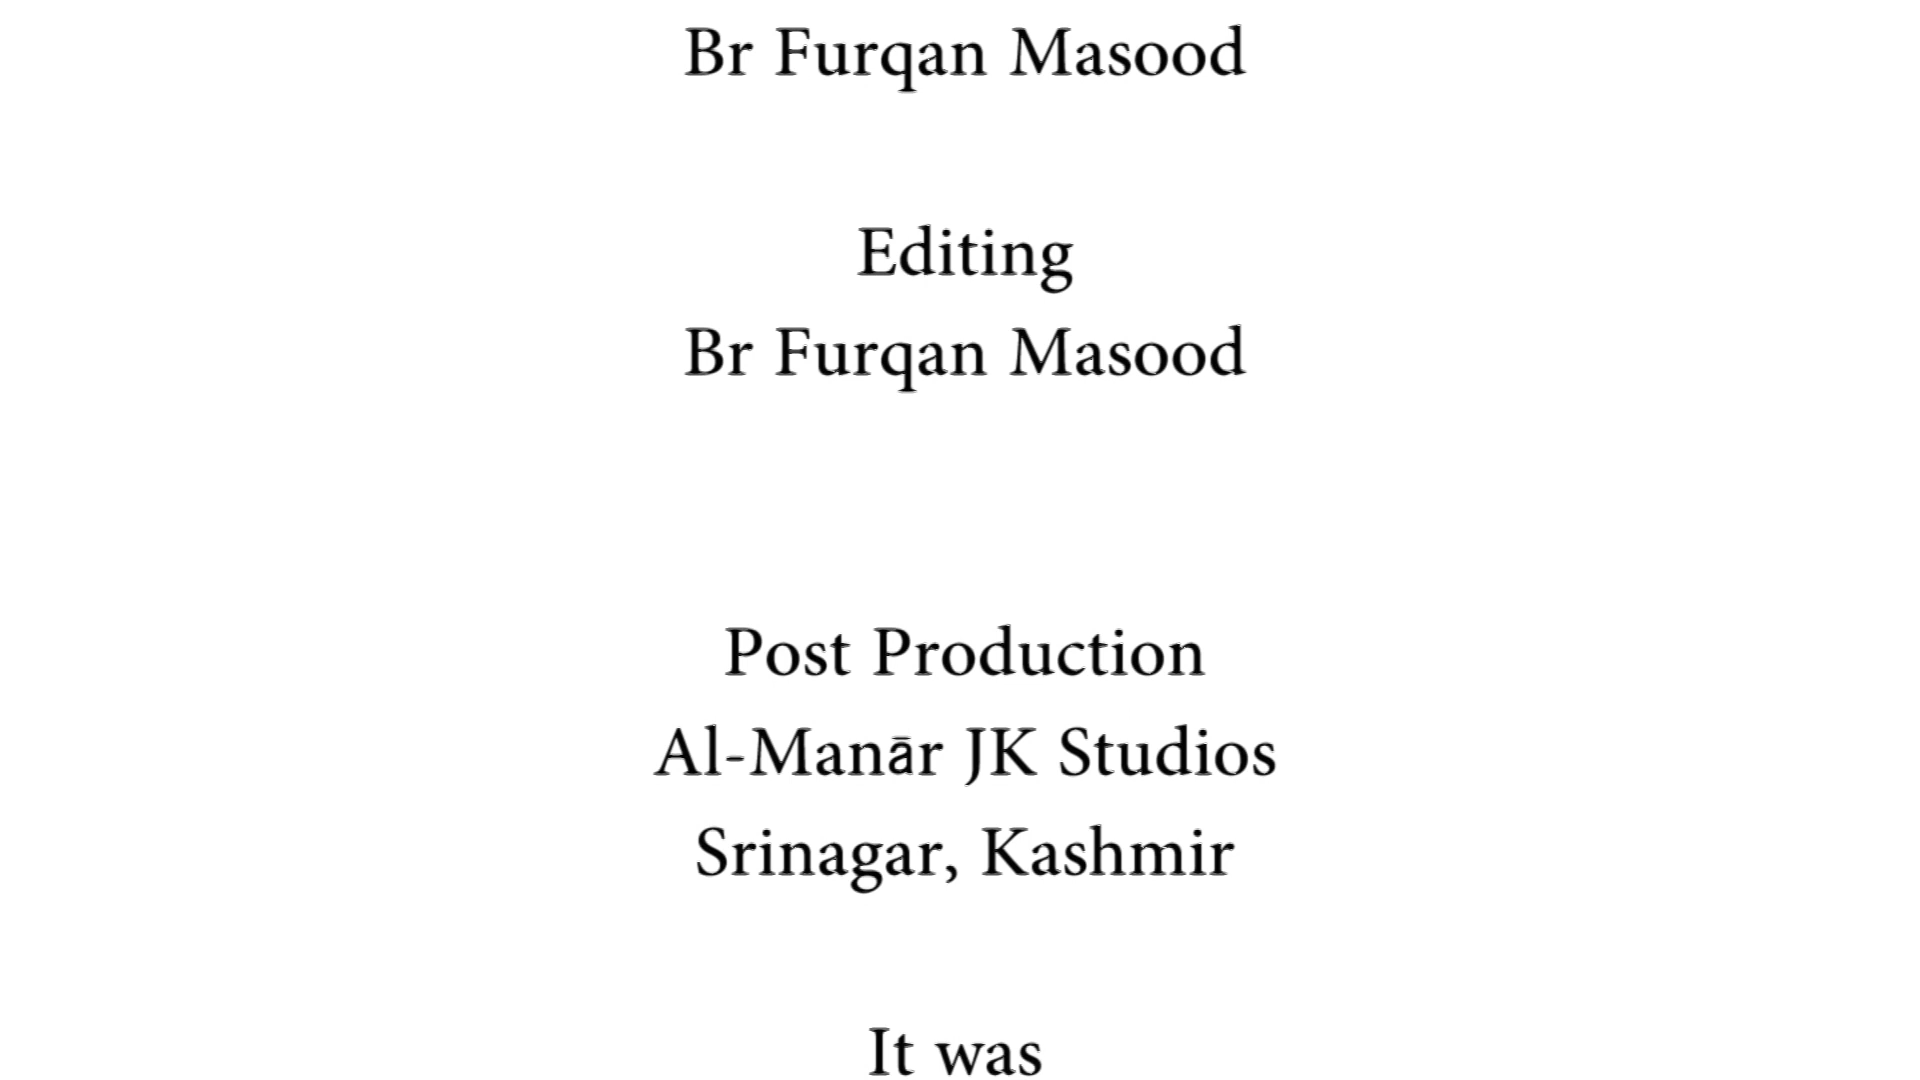 Br Furqan Masood
Editing
Br Furqan Masood
Post Production
Al-Manār JK Studios
Srinagar, Kashmir
It was